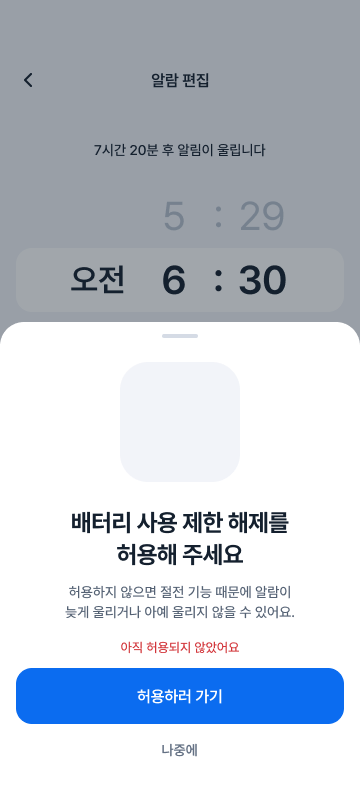 알람 편집
7시간 20분 후 알림이 울립니다
5 : 29
오전 6 : 30
배터리 사용 제한 해제를
허용해 주세요
허용하지 않으면 절전 기능 때문에 알람이
늦게 울리거나 아예 울리지 않을 수 있어요.
아직 허용되지 않았어요
허용하러 가기
나중에